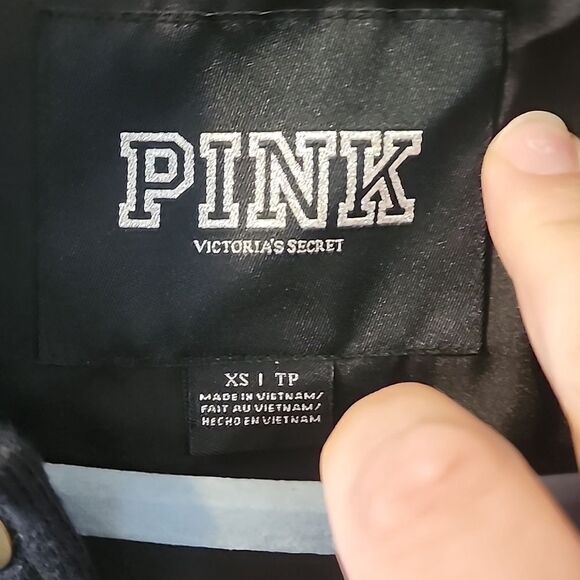 PINK
VICTORIA'S SECRET
XS | TP
MADE IN VIETNAM/
FAIT AU VIETNAM/
HECHO EN VIETNAM